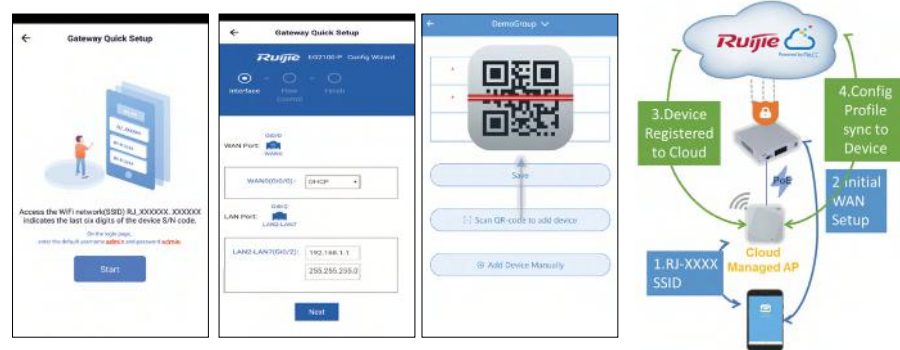 Gateway Quick Setup
Access the WiFi network(SSID) RJ_XXXXXX. XXXXXX
indicates the last six digits of the device S/N code.
On the login page,
enter the default username admin and password admin.
Start
Gateway Quick Setup
Ruijie EG2100-P Config Wizard
Interface
Flow
Control
Finish
Gi0/0
WAN Port:
WAN0
WAN0(Gi0/0): DHCP
LAN Port:
LAN2-LAN7
LAN2-LAN7(Gi0/2): 192.168.1.1
255.255.255.0
Next
DemoGroup
Save
Scan QR-code to add device
Add Device Manually
Ruijie
3.Device
Registered
to Cloud
4.Config
Profile
sync to
Device
PoE
2.Initial
WAN
Setup
Cloud
Managed AP
1.RJ-XXXX
SSID